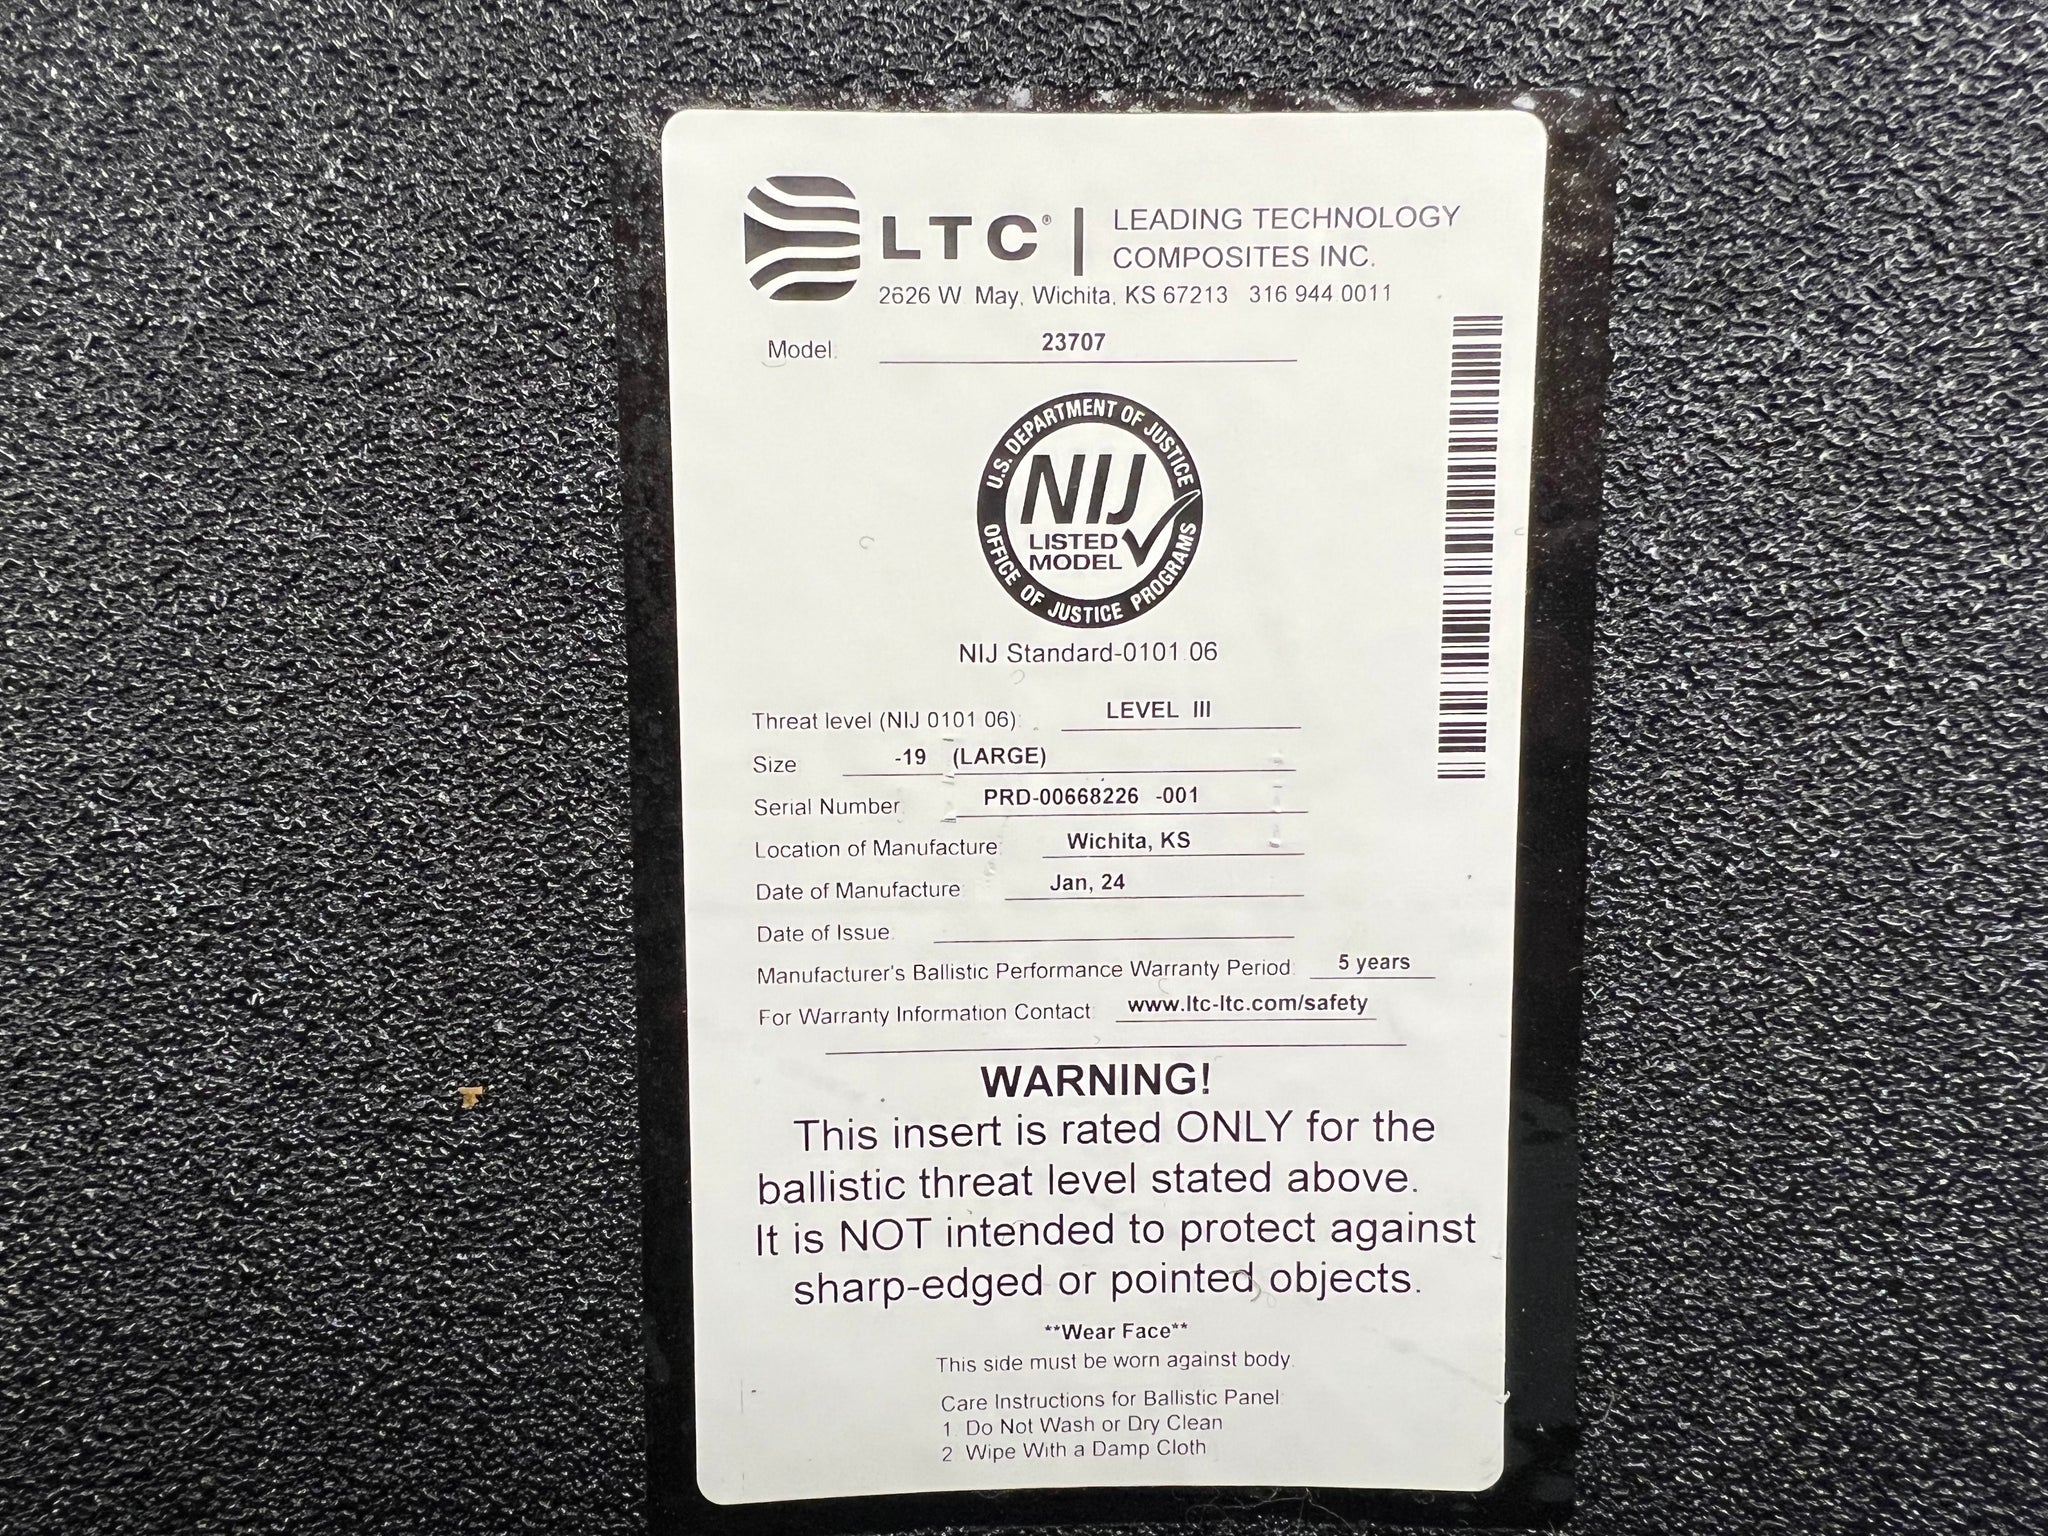 LTC® | LEADING TECHNOLOGY
COMPOSITES INC.
2626 W. May, Wichita, KS 67213 316 944 0011
Model: 23707
U.S. DEPARTMENT OF JUSTICE
NIJ
LISTED
MODEL
OFFICE OF JUSTICE PROGRAMS
NIJ Standard-0101.06
Threat level (NIJ 0101 06): LEVEL III
Size -19 (LARGE)
Serial Number PRD-00668226 -001
Location of Manufacture: Wichita, KS
Date of Manufacture Jan, 24
Date of Issue.
Manufacturer's Ballistic Performance Warranty Period: 5 years
For Warranty Information Contact: www.ltc-ltc.com/safety
WARNING!
This insert is rated ONLY for the
ballistic threat level stated above.
It is NOT intended to protect against
sharp-edged or pointed objects.
**Wear Face**
This side must be worn against body.
Care Instructions for Ballistic Panel
1. Do Not Wash or Dry Clean
2 Wipe With a Damp Cloth